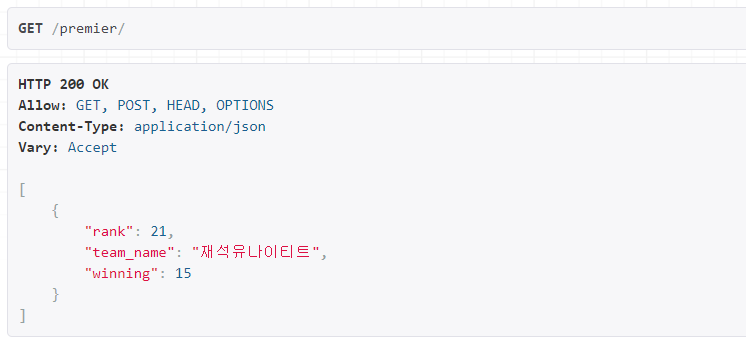 GET /premier/
HTTP 200 OK
Allow: GET, POST, HEAD, OPTIONS
Content-Type: application/json
Vary: Accept
[
{
"rank": 21,
"team_name": "재석유나이티트",
"winning": 15
}
]